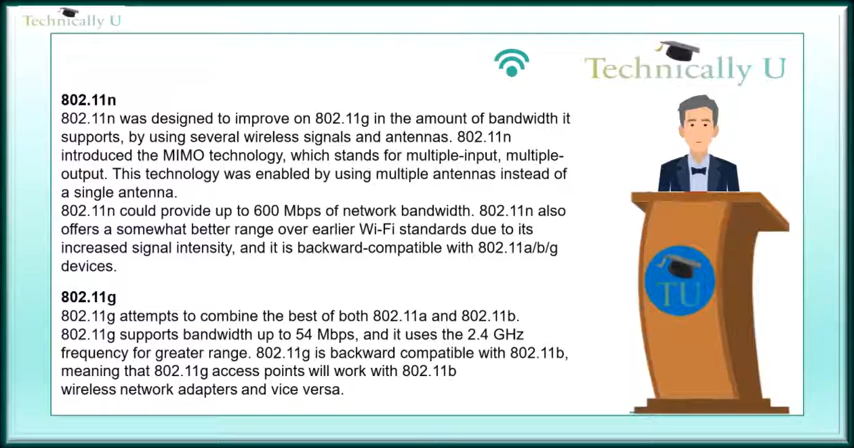 Technically U
Technically U
802.11n
802.11n was designed to improve on 802.11g in the amount of bandwidth it
supports, by using several wireless signals and antennas. 802.11n
introduced the MIMO technology, which stands for multiple-input, multiple-
output. This technology was enabled by using multiple antennas instead of
a single antenna.
802.11n could provide up to 600 Mbps of network bandwidth. 802.11n also
offers a somewhat better range over earlier Wi-Fi standards due to its
increased signal intensity, and it is backward-compatible with 802.11a/b/g
devices.
802.11g
802.11g attempts to combine the best of both 802.11a and 802.11b.
802.11g supports bandwidth up to 54 Mbps, and it uses the 2.4 GHz
frequency for greater range. 802.11g is backward compatible with 802.11b,
meaning that 802.11g access points will work with 802.11b
wireless network adapters and vice versa.
TU